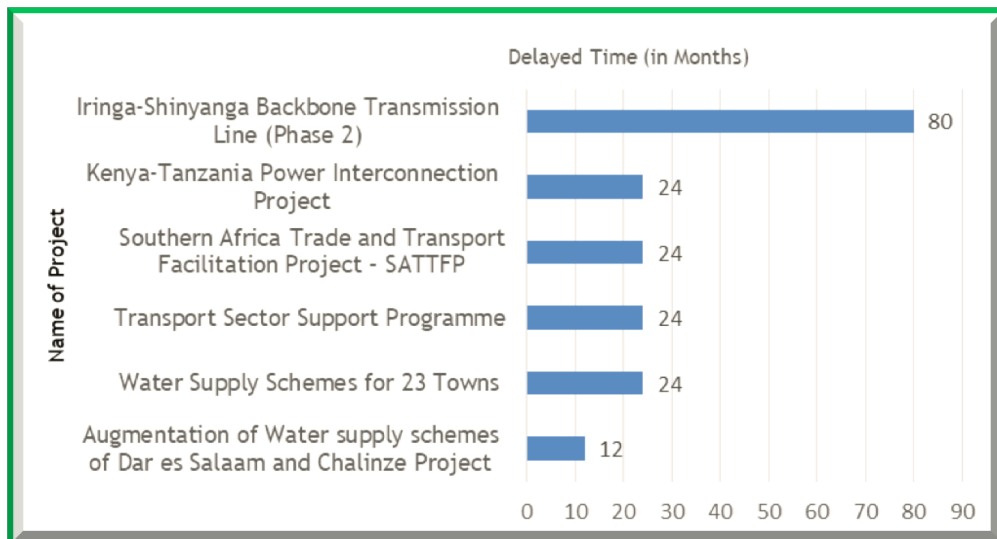 Delayed Time (in Months)
Name of Project
Iringa-Shinyanga Backbone Transmission
Line (Phase 2)
80
Kenya-Tanzania Power Interconnection
Project
24
Southern Africa Trade and Transport
Facilitation Project - SATTFP
24
Transport Sector Support Programme
24
Water Supply Schemes for 23 Towns
24
Augmentation of Water supply schemes
of Dar es Salaam and Chalinze Project
12
0 10 20 30 40 50 60 70 80 90